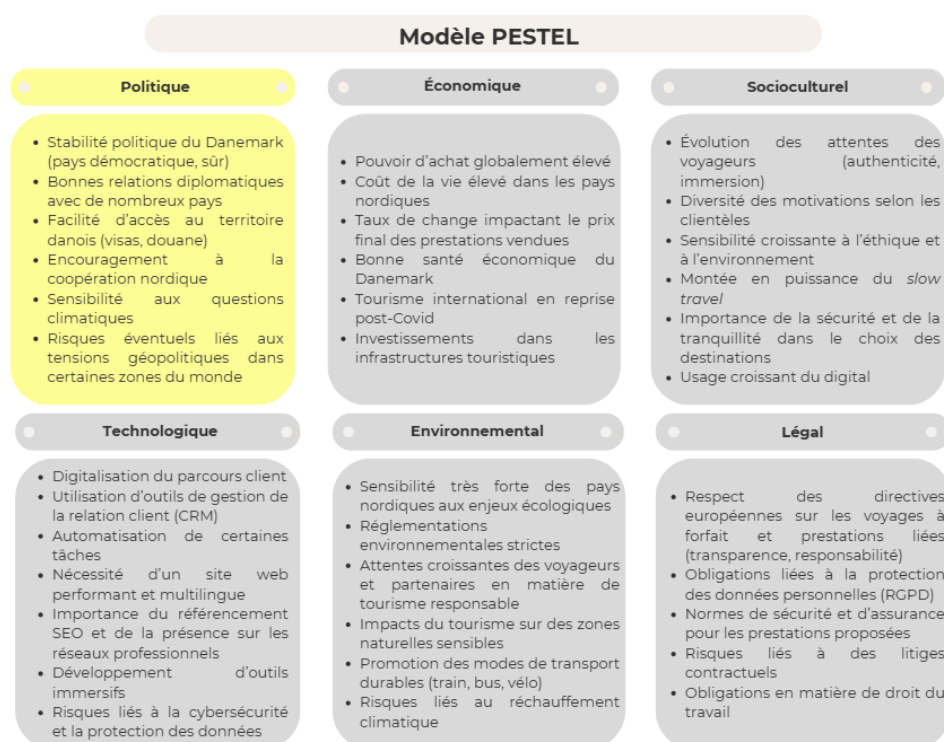 Modèle PESTEL
Politique
• Stabilité politique du Danemark
(pays démocratique, sûr)
• Bonnes relations diplomatiques
avec de nombreux pays
• Facilité d'accès au territoire
danois (visas, douane)
• Encouragement à la
coopération nordique
• Sensibilité aux questions
climatiques
• Risques éventuels liés aux
tensions géopolitiques dans
certaines zones du monde
Économique
• Pouvoir d'achat globalement élevé
• Coût de la vie élevé dans les pays
nordiques
• Taux de change impactant le prix
final des prestations vendues
• Bonne santé économique du
Danemark
• Tourisme international en reprise
post-Covid
• Investissements dans les
infrastructures touristiques
Socioculturel
• Évolution des attentes des
voyageurs (authenticité,
immersion)
• Diversité des motivations selon les
clientèles
• Sensibilité croissante à l'éthique et
à l'environnement
• Montée en puissance du slow
travel
• Importance de la sécurité et de la
tranquillité dans le choix des
destinations
• Usage croissant du digital
Technologique
• Digitalisation du parcours client
• Utilisation d'outils de gestion de
la relation client (CRM)
• Automatisation de certaines
tâches
• Nécessité d'un site web
performant et multilingue
• Importance du référencement
SEO et de la présence sur les
réseaux professionnels
• Développement d'outils
immersifs
• Risques liés à la cybersécurité
et la protection des données
Environnemental
• Sensibilité très forte des pays
nordiques aux enjeux écologiques
• Réglementations
environnementales strictes
• Attentes croissantes des voyageurs
et partenaires en matière de
tourisme responsable
• Impacts du tourisme sur des zones
naturelles sensibles
• Promotion des modes de transport
durables (train, bus, vélo)
• Risques liés au réchauffement
climatique
Légal
• Respect des directives
européennes sur les voyages à
forfait et prestations liées
(transparence, responsabilité)
• Obligations liées à la protection
des données personnelles (RGPD)
• Normes de sécurité et d'assurance
pour les prestations proposées
• Risques liés à des litiges
contractuels
• Obligations en matière de droit du
travail